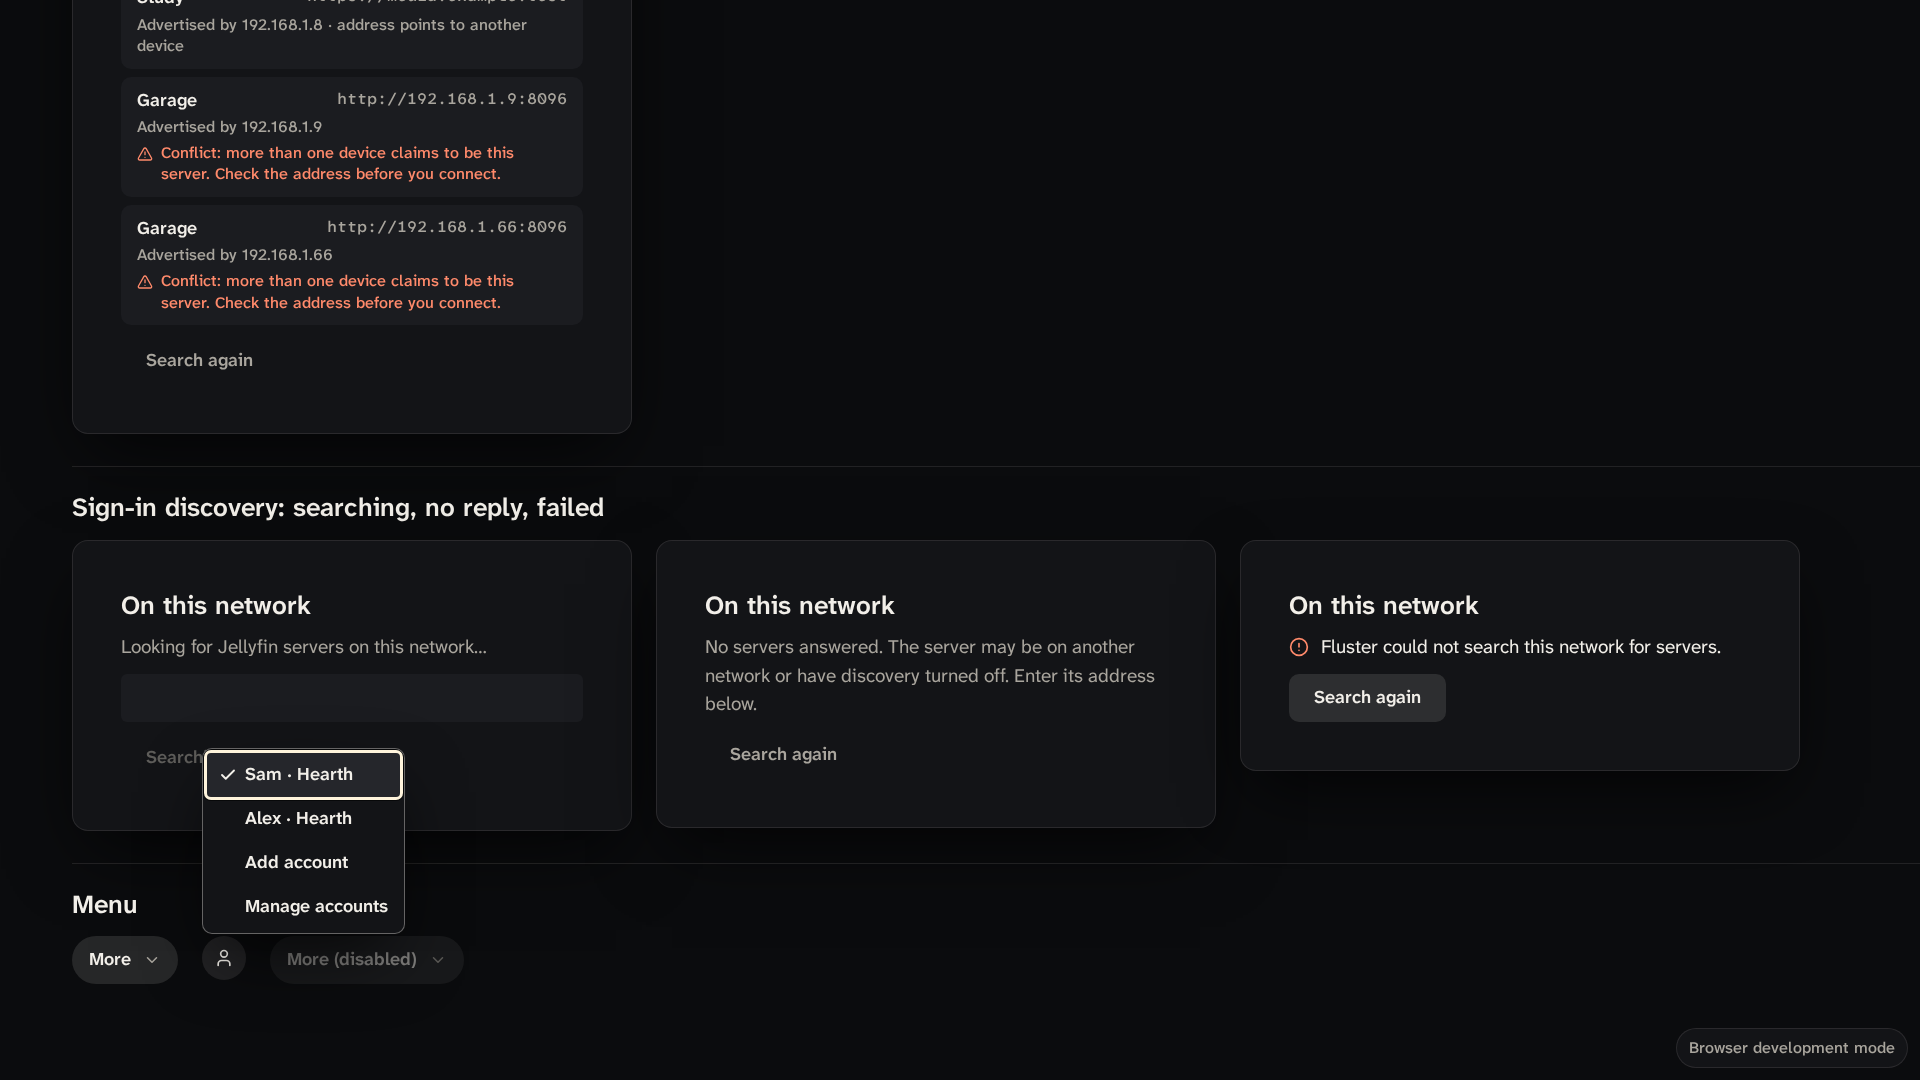 Advertised by 192.168.1.8 · address points to another
device
Garage
http://192.168.1.9:8096
Advertised by 192.168.1.9
Conflict: more than one device claims to be this
server. Check the address before you connect.
Garage
http://192.168.1.66:8096
Advertised by 192.168.1.66
Conflict: more than one device claims to be this
server. Check the address before you connect.
Search again
Sign-in discovery: searching, no reply, failed
On this network
Looking for Jellyfin servers on this network…
Search
On this network
No servers answered. The server may be on another
network or have discovery turned off. Enter its address
below.
Search again
On this network
Fluster could not search this network for servers.
Search again
Sam · Hearth
Alex · Hearth
Add account
Manage accounts
Menu
More
More (disabled)
Browser development mode